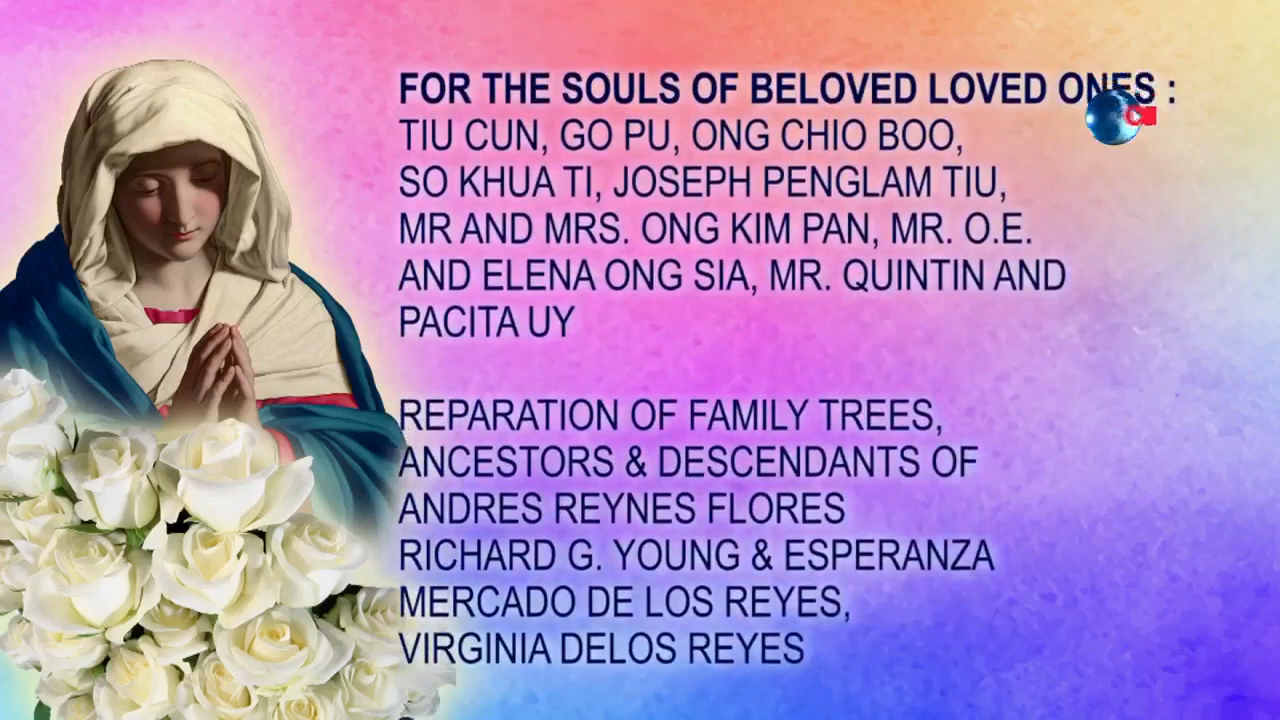 FOR THE SOULS OF BELOVED LOVED ONES :
TIU CUN, GO PU, ONG CHIO BOO,
SO KHUA TI, JOSEPH PENGLAM TIU,
MR AND MRS. ONG KIM PAN, MR. O.E.
AND ELENA ONG SIA, MR. QUINTIN AND
PACITA UY
REPARATION OF FAMILY TREES,
ANCESTORS & DESCENDANTS OF
ANDRES REYNES FLORES
RICHARD G. YOUNG & ESPERANZA
MERCADO DE LOS REYES,
VIRGINIA DELOS REYES